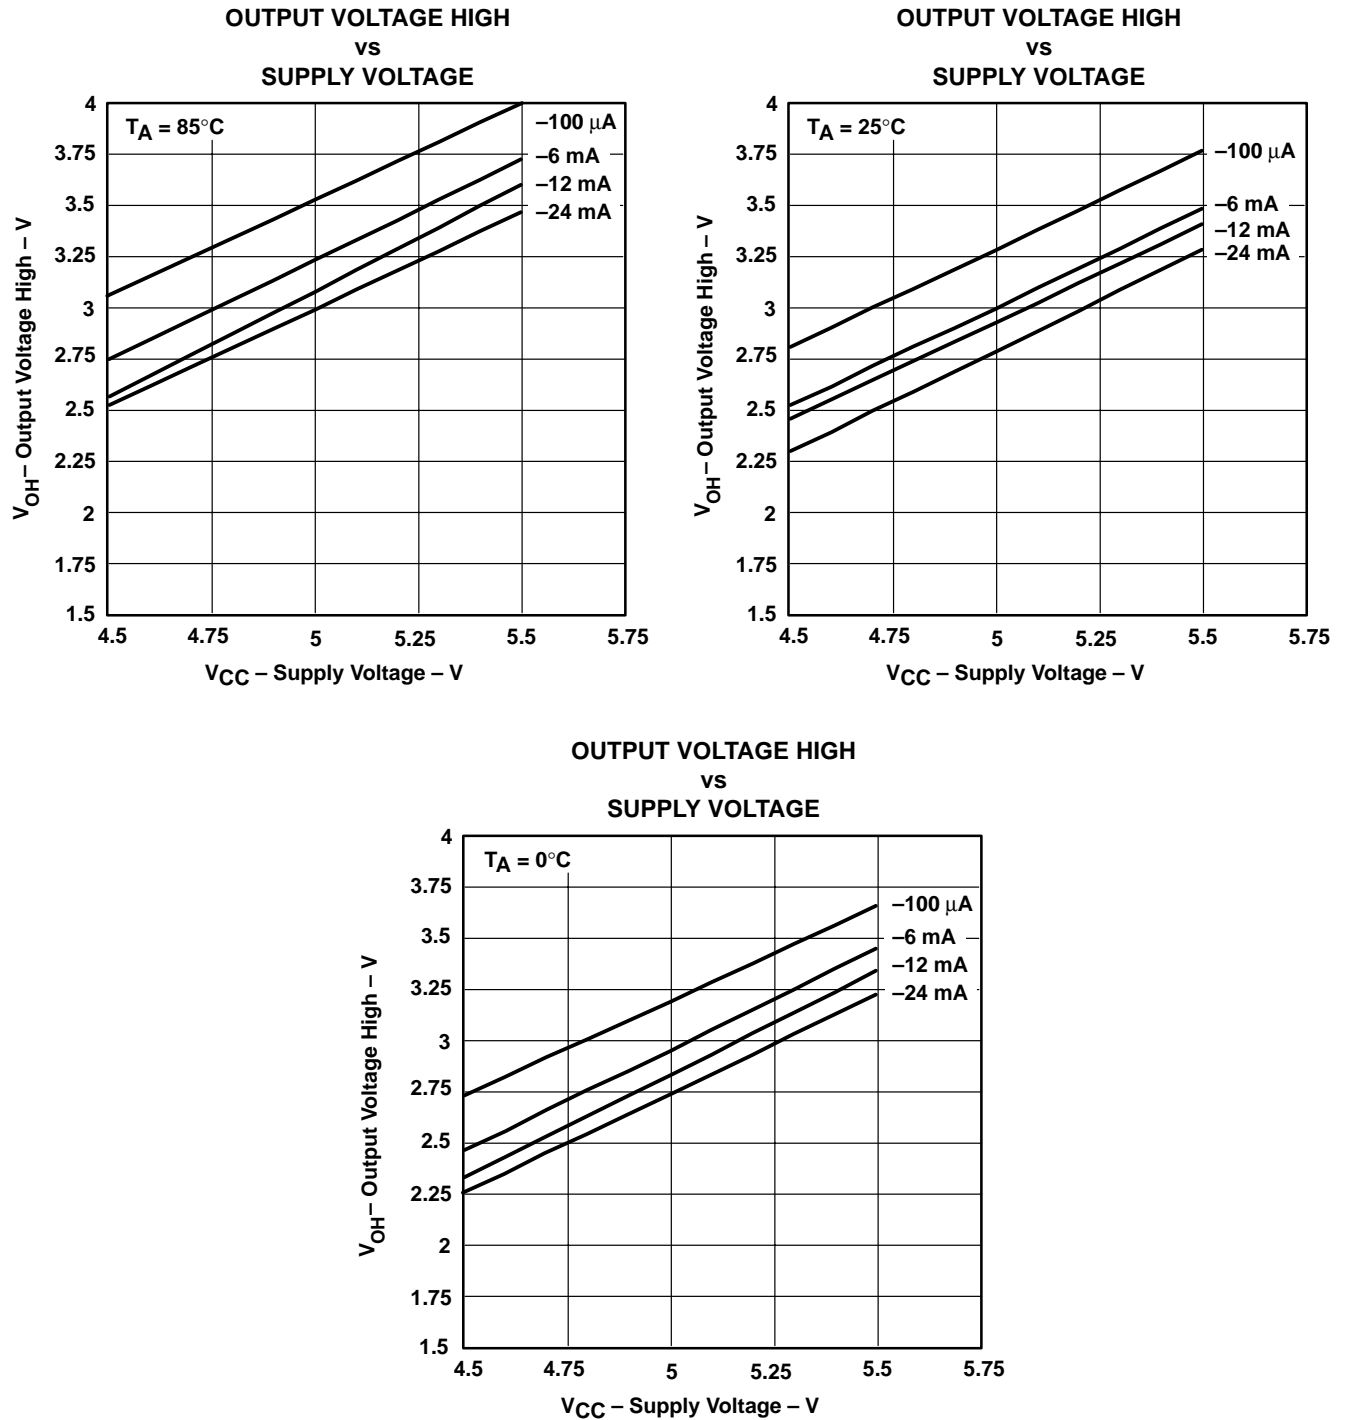 OUTPUT VOLTAGE HIGH
vs
SUPPLY VOLTAGE
TA = 85°C
–100 μA
–6 mA
–12 mA
–24 mA
4
3.75
3.5
3.25
3
2.75
2.5
2.25
2
1.75
1.5
4.5 4.75 5 5.25 5.5 5.75
VOH – Output Voltage High – V
VCC – Supply Voltage – V
OUTPUT VOLTAGE HIGH
vs
SUPPLY VOLTAGE
TA = 25°C
–100 μA
–6 mA
–12 mA
–24 mA
4
3.75
3.5
3.25
3
2.75
2.5
2.25
2
1.75
1.5
4.5 4.75 5 5.25 5.5 5.75
VOH – Output Voltage High – V
VCC – Supply Voltage – V
OUTPUT VOLTAGE HIGH
vs
SUPPLY VOLTAGE
TA = 0°C
–100 μA
–6 mA
–12 mA
–24 mA
4
3.75
3.5
3.25
3
2.75
2.5
2.25
2
1.75
1.5
4.5 4.75 5 5.25 5.5 5.75
VOH – Output Voltage High – V
VCC – Supply Voltage – V